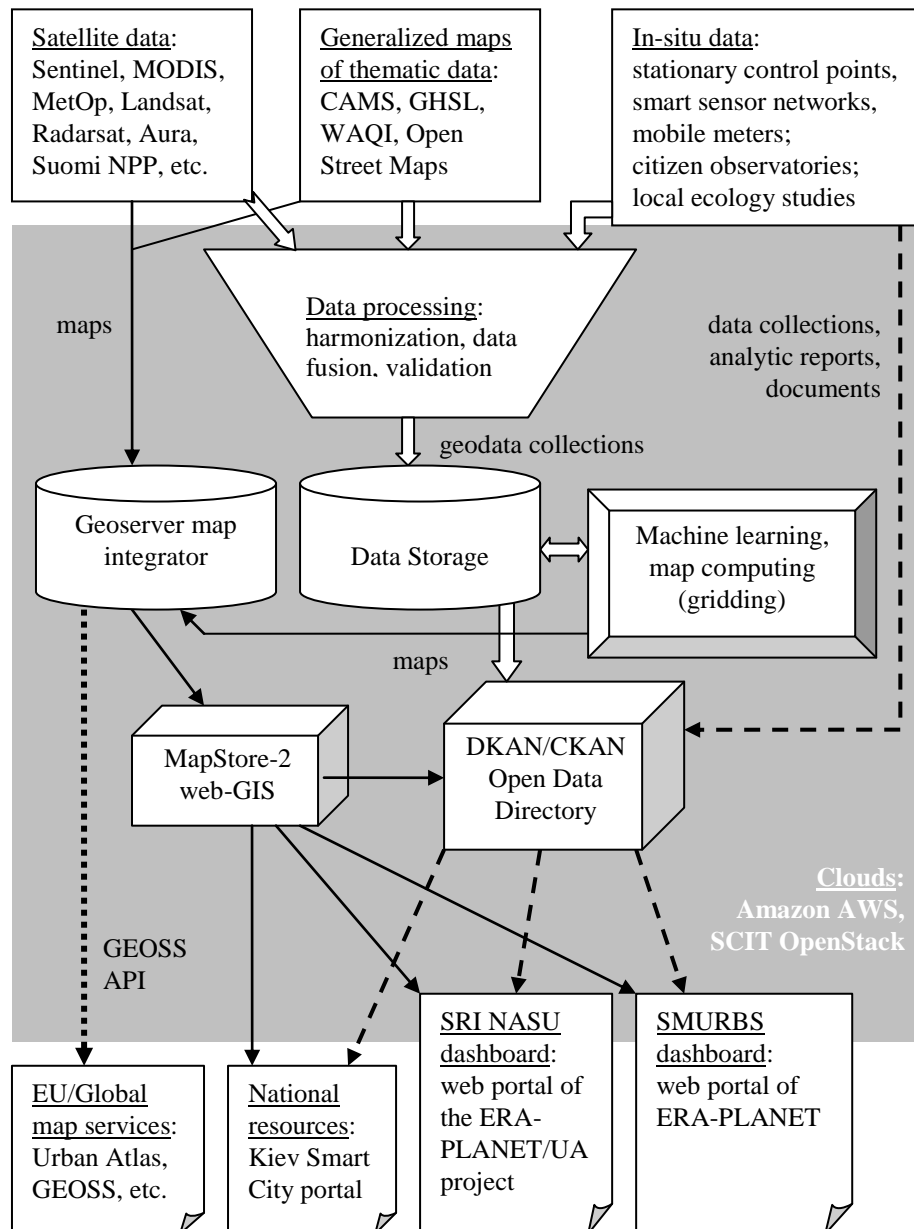 Satellite data:
Sentinel, MODIS,
MetOp, Landsat,
Radarsat, Aura,
Suomi NPP, etc.
Generalized maps
of thematic data:
CAMS, GHSL,
WAQI, Open
Street Maps
In-situ data:
stationary control points,
smart sensor networks,
mobile meters;
citizen observatories;
local ecology studies
maps
Data processing:
harmonization, data
fusion, validation
data collections,
analytic reports,
documents
geodata collections
Geoserver map
integrator
Data Storage
Machine learning,
map computing
(gridding)
maps
MapStore-2
web-GIS
DKAN/CKAN
Open Data
Directory
Clouds:
Amazon AWS,
SCIT OpenStack
GEOSS
API
EU/Global
map services:
Urban Atlas,
GEOSS, etc.
National
resources:
Kiev Smart
City portal
SRI NASU
dashboard:
web portal of
the ERA-
PLANET/UA
project
SMURBS
dashboard:
web portal of
ERA-PLANET